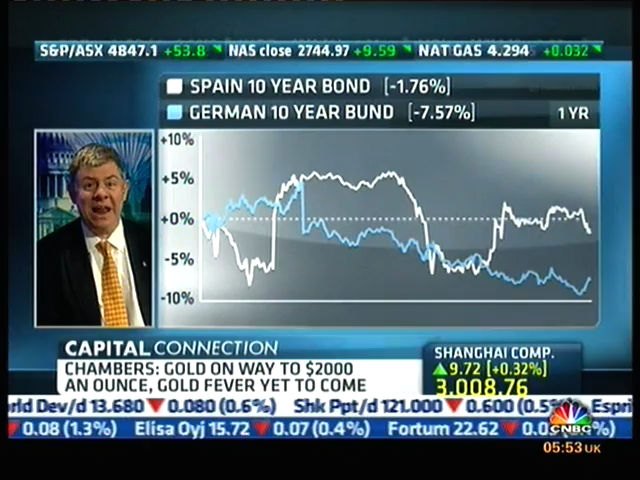 S&P/ASX 4847.1 +53.8 NAS close 2744.97 +9.59 NAT GAS 4.294 +0.032
SPAIN 10 YEAR BOND [-1.76%]
GERMAN 10 YEAR BUND [-7.57%] 1 YR
+10%
+5%
+0%
-5%
-10%
CAPITAL CONNECTION
CHAMBERS: GOLD ON WAY TO $2000
AN OUNCE, GOLD FEVER YET TO COME
SHANGHAI COMP.
▲ 9.72 [+0.32%]
3,008.76
rld Dev/d 13.680 ▼ 0.080 (0.6%) Shk Ppt/d 121.000 ▼ 0.600 Espri
▼ 0.08 (1.3%) Elisa Oyj 15.72 ▼ 0.07 (0.4%) Fortum 22.62 ▼
CNBC
05:53 UK